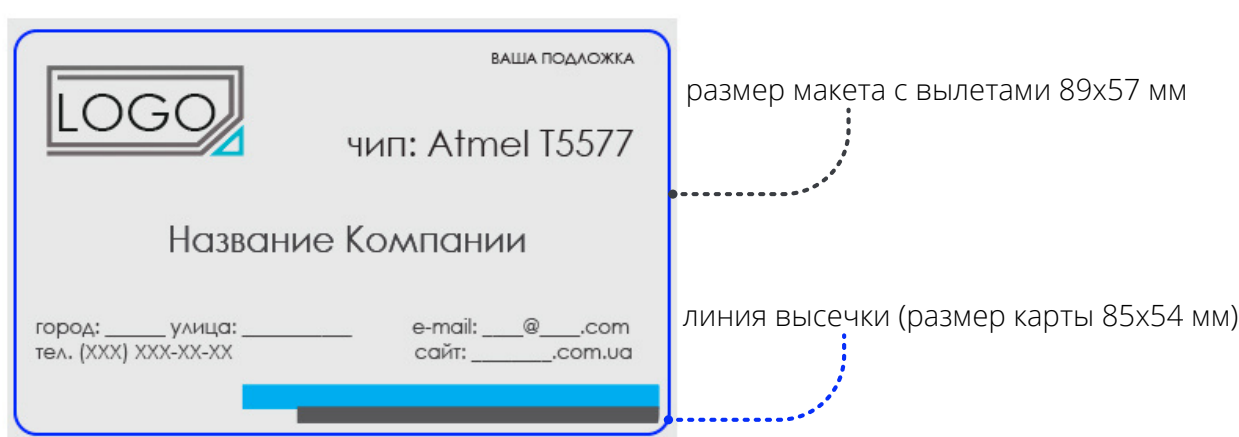 ВАША ПОДЛОЖКА
LOGO
чип: Atmel T5577
Название Компании
город: ______ улица: ___________
тел. (XXX) XXX-XX-XX
e-mail: ____@____.com
сайт: ________.com.ua
размер макета с вылетами 89x57 мм
линия высечки (размер карты 85x54 мм)